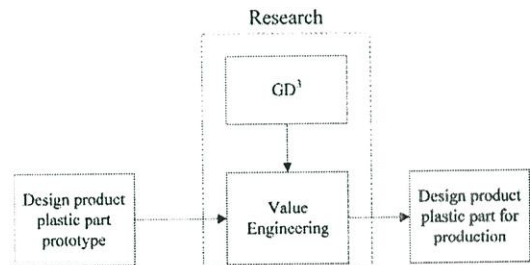 Research
GD³
Design product
plastic part
prototype
Value
Engineering
Design product
plastic part for
production